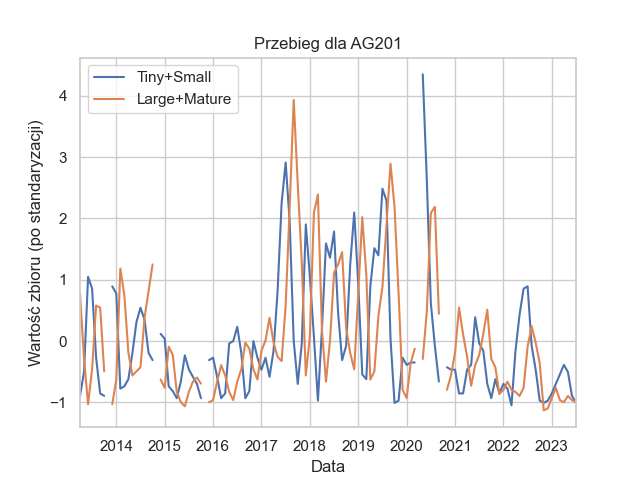 Przebieg dla AG201
Tiny+Small
Large+Mature
Wartość zbioru (po standaryzacji)
4
3
2
1
0
−1
2014 2015 2016 2017 2018 2019 2020 2021 2022 2023
Data